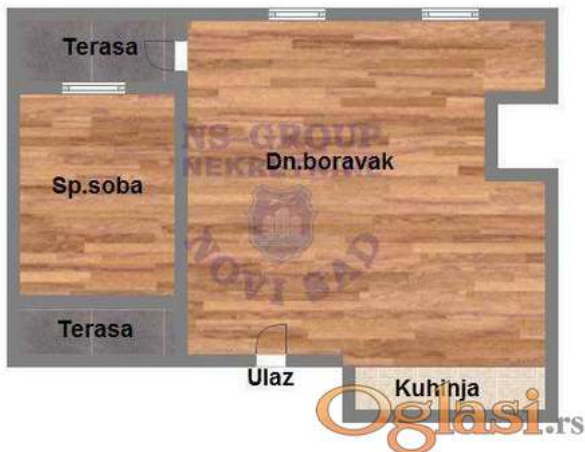 Terasa
NS GROUP
NEKRETNINE
Dn.boravak
Sp.soba
NOVI SAD
Terasa
Ulaz
Kuhinja
Oglasi.rs